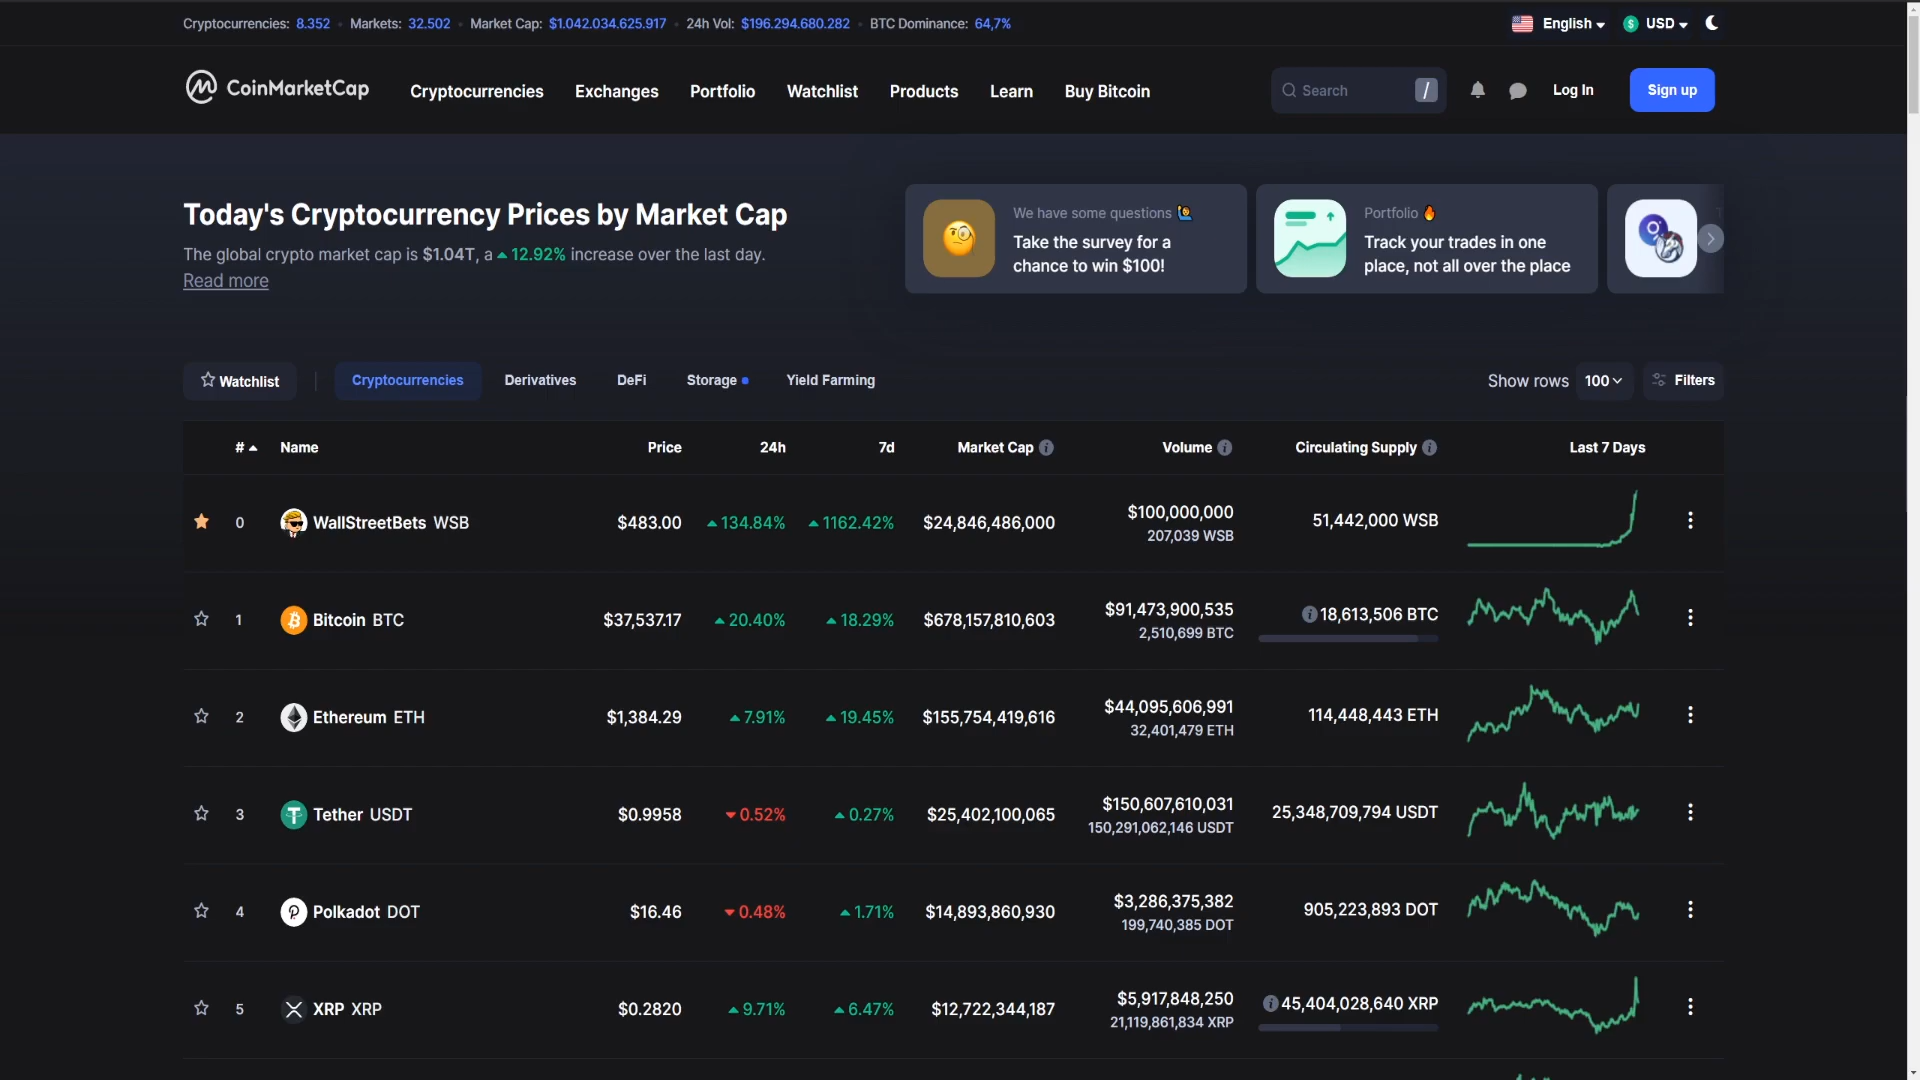 Cryptocurrencies: 8.352 Markets: 32.502 Market Cap: $1.042.034.625.917 24h Vol: $196.294.680.282 BTC Dominance: 64,7% English $ USD
CoinMarketCap Cryptocurrencies Exchanges Portfolio Watchlist Products Learn Buy Bitcoin Search / Log In Sign up
Today's Cryptocurrency Prices by Market Cap
The global crypto market cap is $1.04T, a 12.92% increase over the last day.
Read more
We have some questions
Take the survey for a
chance to win $100!
Portfolio
Track your trades in one
place, not all over the place
Watchlist Cryptocurrencies Derivatives DeFi Storage Yield Farming Show rows 100 Filters
# Name Price 24h 7d Market Cap Volume Circulating Supply Last 7 Days
0 WallStreetBets WSB $483.00 134.84% 1162.42% $24,846,486,000 $100,000,000 51,442,000 WSB
207,039 WSB
1 Bitcoin BTC $37,537.17 20.40% 18.29% $678,157,810,603 $91,473,900,535 18,613,506 BTC
2,510,699 BTC
2 Ethereum ETH $1,384.29 7.91% 19.45% $155,754,419,616 $44,095,606,991 114,448,443 ETH
32,401,479 ETH
3 Tether USDT $0.9958 0.52% 0.27% $25,402,100,065 $150,607,610,031 25,348,709,794 USDT
150,291,062,146 USDT
4 Polkadot DOT $16.46 0.48% 1.71% $14,893,860,930 $3,286,375,382 905,223,893 DOT
199,740,385 DOT
5 XRP XRP $0.2820 9.71% 6.47% $12,722,344,187 $5,917,848,250 45,404,028,640 XRP
21,119,861,834 XRP